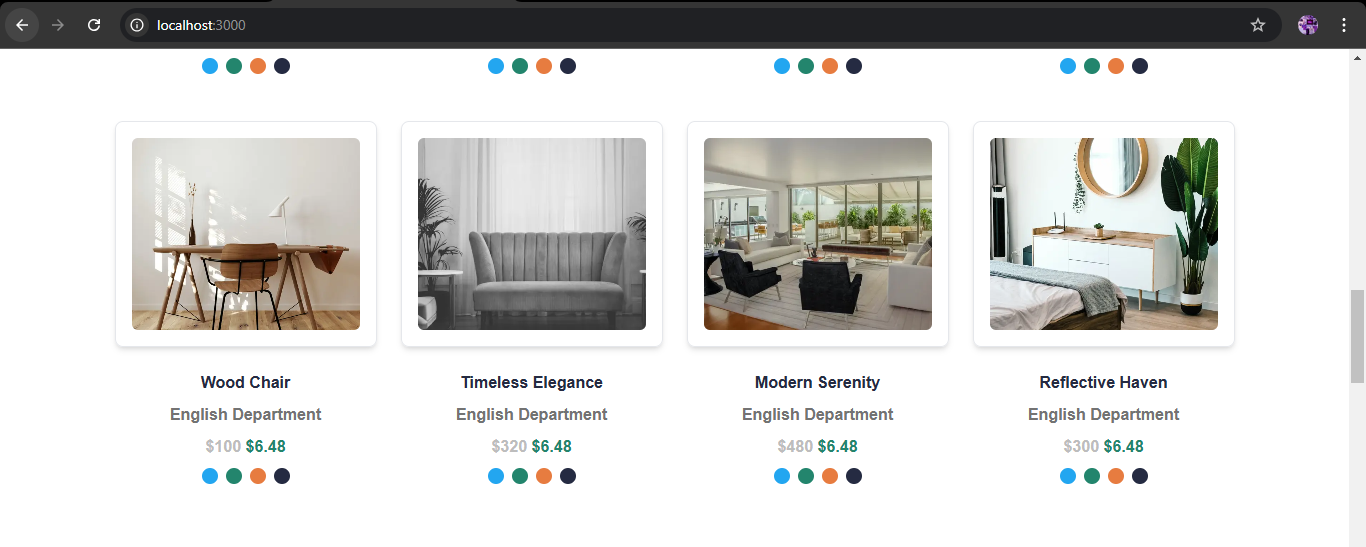 localhost:3000
Wood Chair
English Department
$100 $6.48
Timeless Elegance
English Department
$320 $6.48
Modern Serenity
English Department
$480 $6.48
Reflective Haven
English Department
$300 $6.48